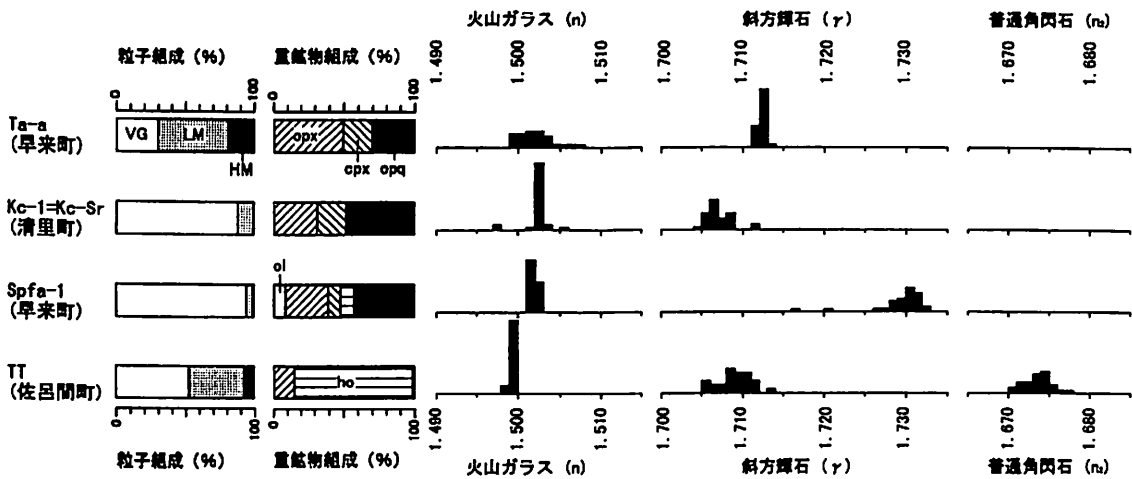 火山ガラス (n) 斜方輝石 (γ) 普通角閃石 (n₂)
粒子組成 (%) 重鉱物組成 (%)
1.490 1.500 1.510 1.700 1.710 1.720 1.730 1.670 1.680
0 100 0 100
Ta-a
(早来町)
VG LM opx
HM cpx opq
Kc-1=Kc-Sr
(清里町)
ol
Spfa-1
(早来町)
TT
(佐呂間町)
ho
0 100 0 100
1.490 1.500 1.510 1.700 1.710 1.720 1.730 1.670 1.680
粒子組成 (%) 重鉱物組成 (%)
火山ガラス (n) 斜方輝石 (γ) 普通角閃石 (n₂)